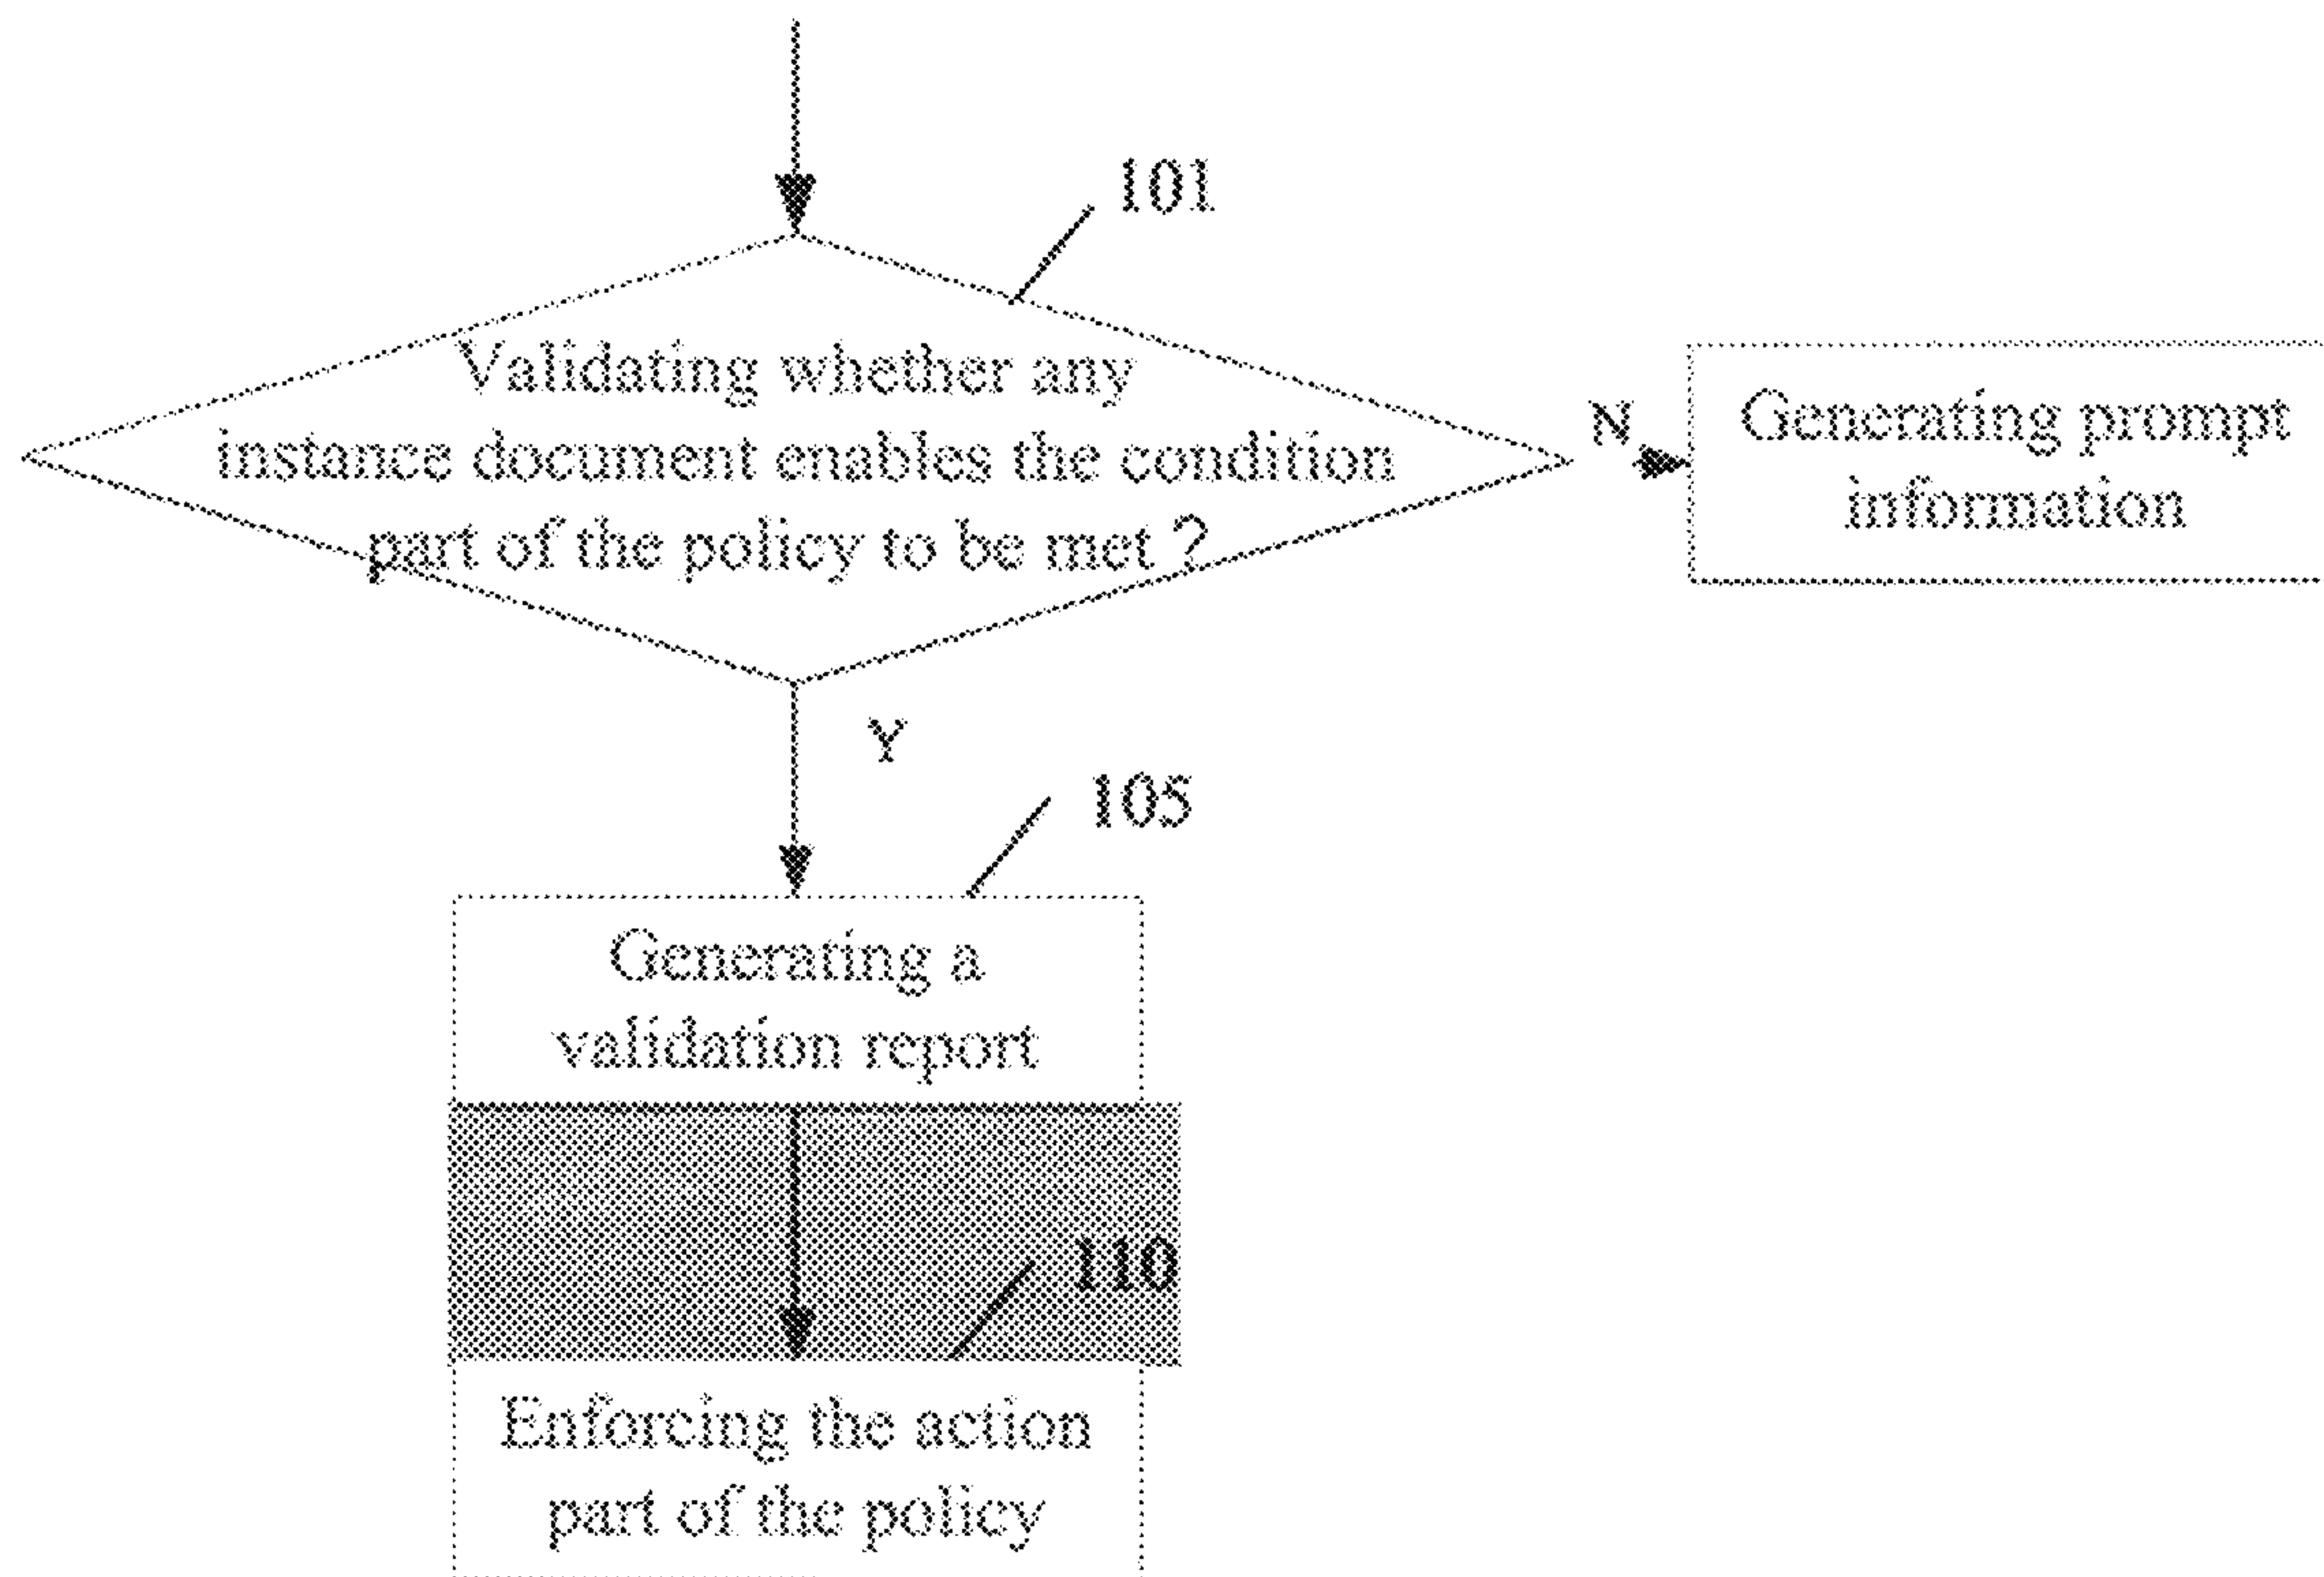 101
Validating whether any
instance document enables the condition
part of the policy to be met ?
N
Generating prompt
information
Y
105
Generating a
validation report
110
Enforcing the action
part of the policy